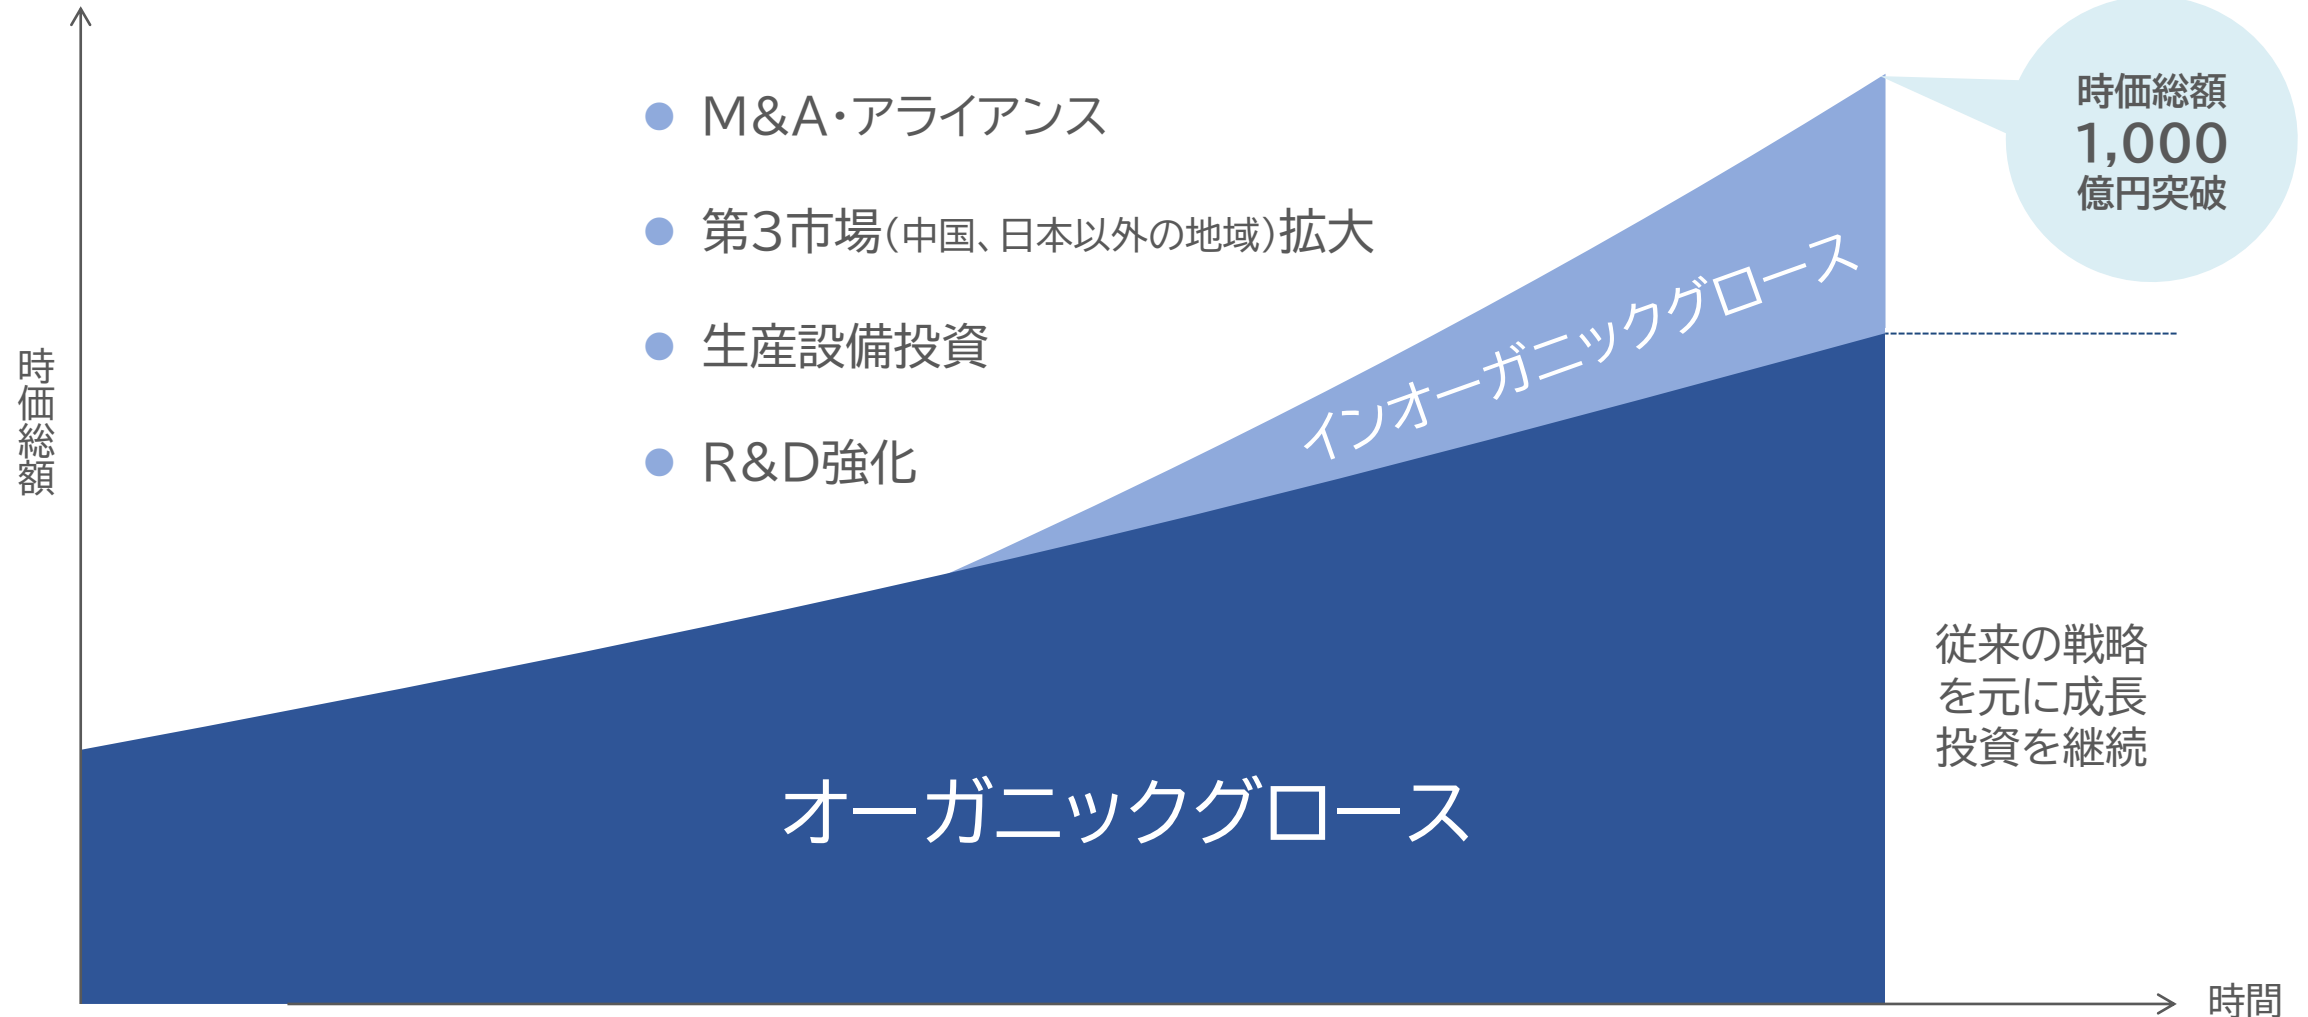 時価総額
M&A・アライアンス
第3市場(中国、日本以外の地域)拡大
生産設備投資
R&D強化
インオーガニックグロース
オーガニックグロース
時価総額
1,000
億円突破
従来の戦略
を元に成長
投資を継続
時間